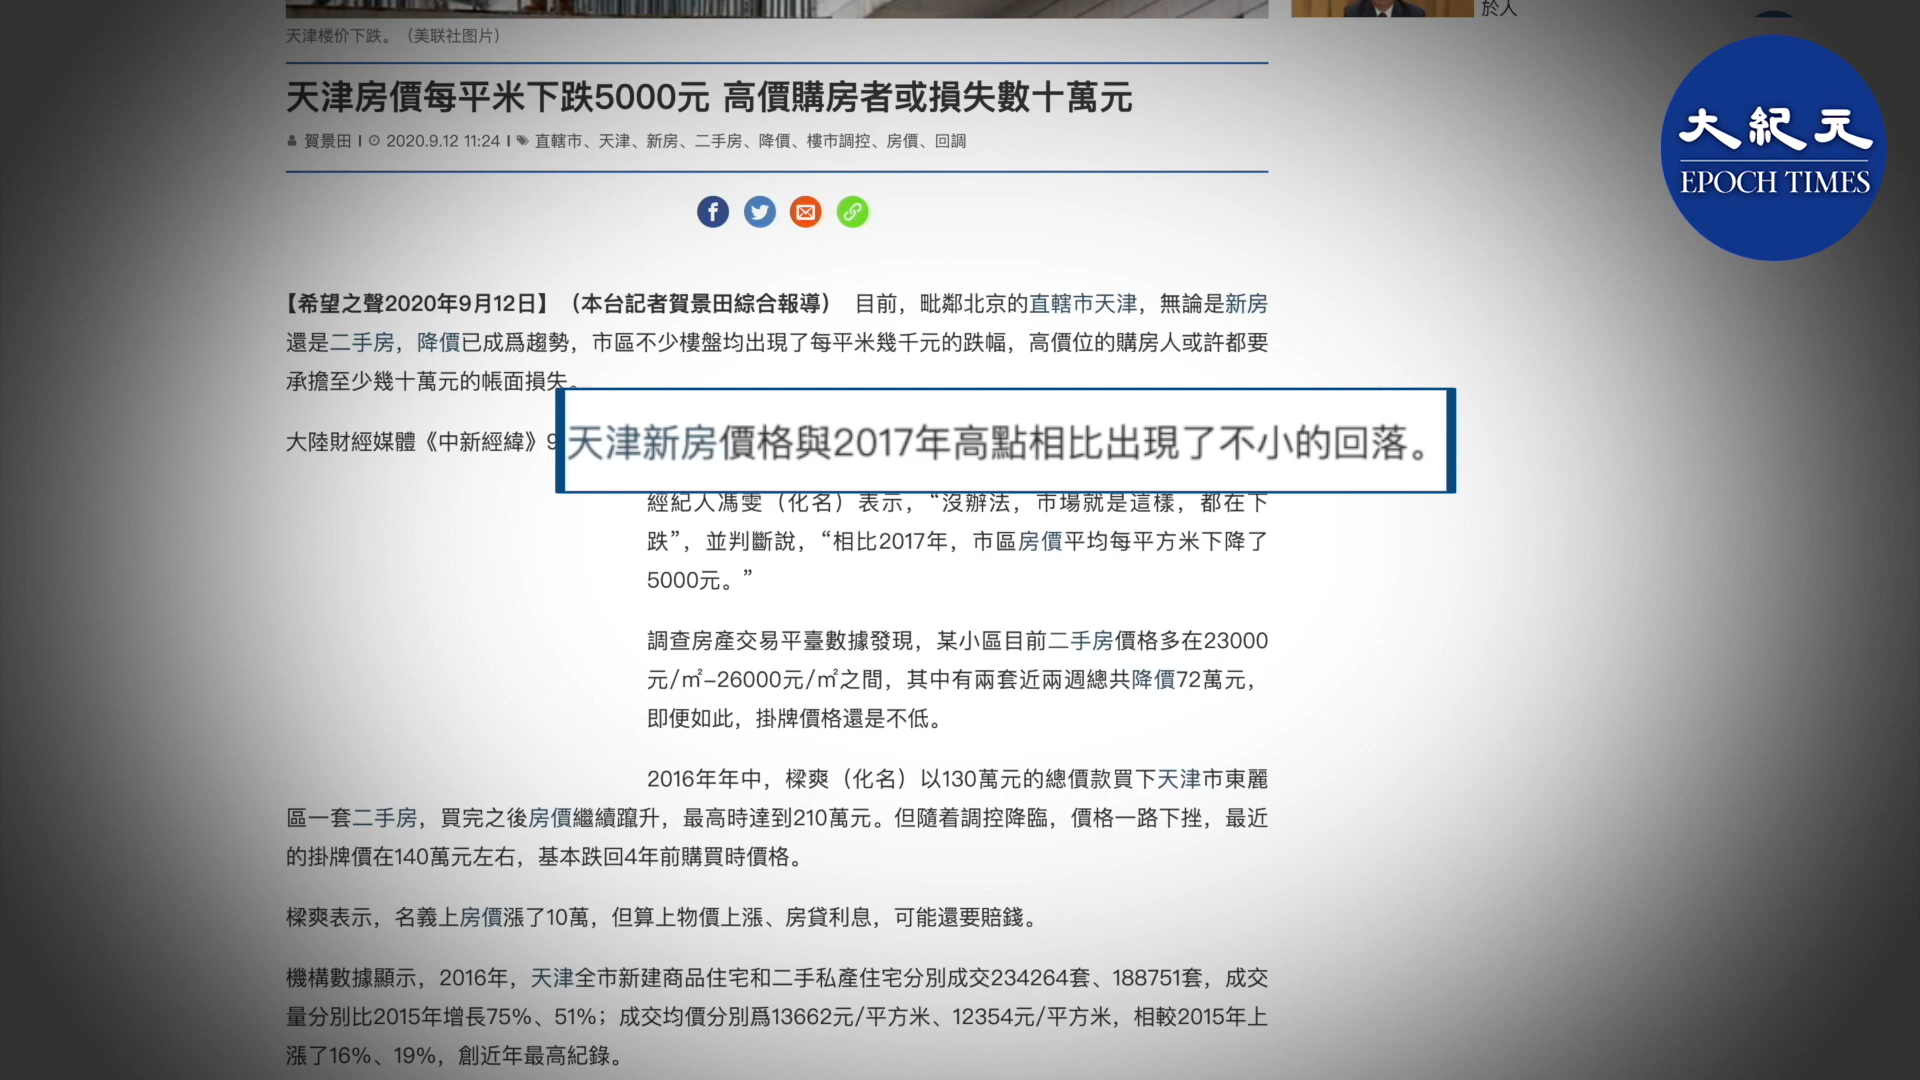 於人
大紀元
EPOCH TIMES
天津楼价下跌。（美联社图片）
天津房價每平米下跌5000元 高價購房者或損失數十萬元
賀景田 I 2020.9.12 11:24 I 直轄市、天津、新房、二手房、降價、樓市調控、房價、回調
【希望之聲2020年9月12日】（本台記者賀景田綜合報導） 目前，毗鄰北京的直轄市天津，無論是新房
還是二手房，降價已成爲趨勢，市區不少樓盤均出現了每平米幾千元的跌幅，高價位的購房人或許都要
承擔至少幾十萬元的帳面損失。
大陸財經媒體《中新經緯》9
天津新房價格與2017年高點相比出現了不小的回落。
經紀人馮雯（化名）表示，“沒辦法，市場就是這樣，都在下
跌”，並判斷說，“相比2017年，市區房價平均每平方米下降了
5000元。”
調查房產交易平臺數據發現，某小區目前二手房價格多在23000
元/㎡–26000元/㎡之間，其中有兩套近兩週總共降價72萬元，
即便如此，掛牌價格還是不低。
2016年年中，樑爽（化名）以130萬元的總價款買下天津市東麗
區一套二手房，買完之後房價繼續躥升，最高時達到210萬元。但隨着調控降臨，價格一路下挫，最近
的掛牌價在140萬元左右，基本跌回4年前購買時價格。
樑爽表示，名義上房價漲了10萬，但算上物價上漲、房貸利息，可能還要賠錢。
機構數據顯示，2016年，天津全市新建商品住宅和二手私產住宅分別成交234264套、188751套，成交
量分別比2015年增長75%、51%；成交均價分別爲13662元/平方米、12354元/平方米，相較2015年上
漲了16%、19%，創近年最高紀錄。